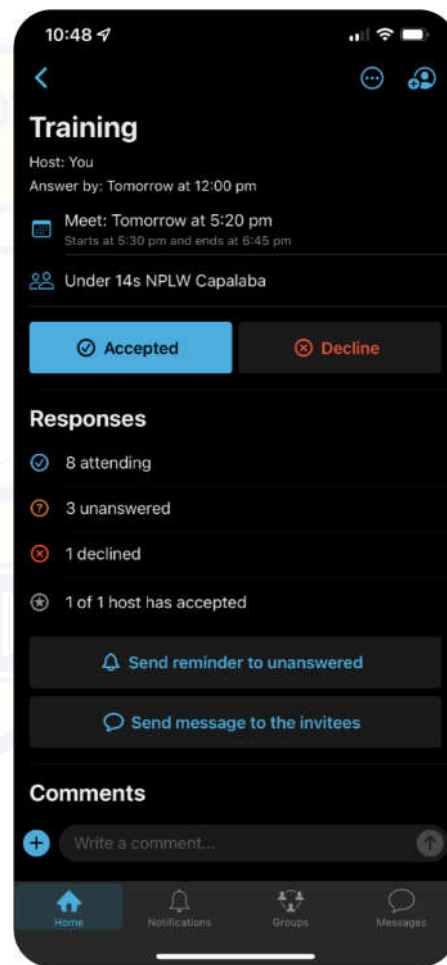 10:48
Training
Host: You
Answer by: Tomorrow at 12:00 pm
Meet: Tomorrow at 5:20 pm
Starts at 5:30 pm and ends at 6:45 pm
Under 14s NPLW Capalaba
Accepted
Decline
Responses
8 attending
3 unanswered
1 declined
1 of 1 host has accepted
Send reminder to unanswered
Send message to the invitees
Comments
Write a comment...
Home
Notifications
Groups
Messages